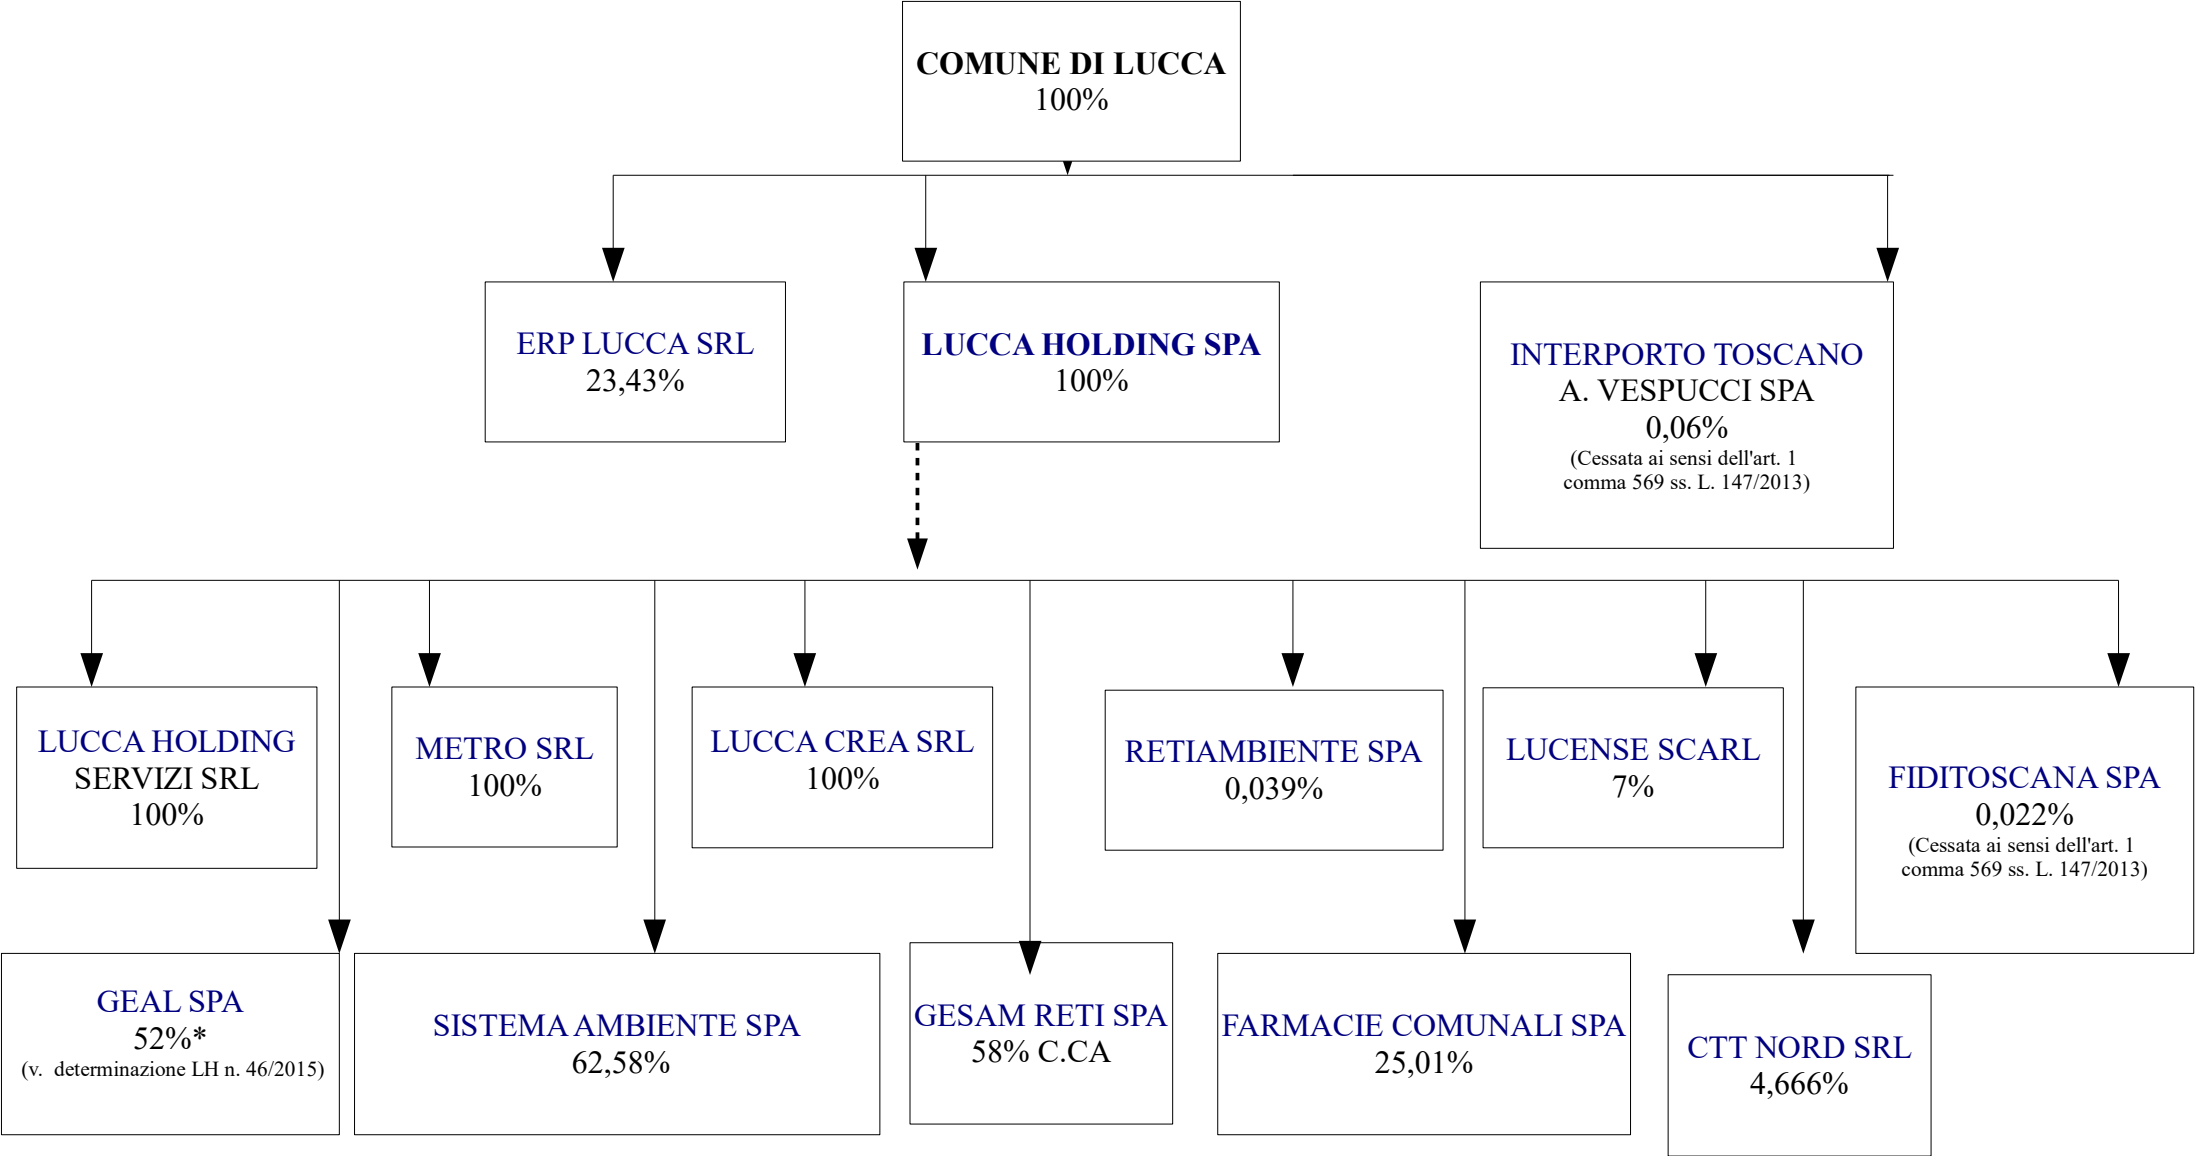 COMUNE DI LUCCA
100%
ERP LUCCA SRL
23,43%
LUCCA HOLDING SPA
100%
INTERPORTO TOSCANO
A. VESPUCCI SPA
0,06%
(Cessata ai sensi dell'art. 1
comma 569 ss. L. 147/2013)
LUCCA HOLDING
SERVIZI SRL
100%
METRO SRL
100%
LUCCA CREA SRL
100%
RETIAMBIENTE SPA
0,039%
LUCENSE SCARL
7%
FIDITOSCANA SPA
0,022%
(Cessata ai sensi dell'art. 1
comma 569 ss. L. 147/2013)
GEAL SPA
52%*
(v. determinazione LH n. 46/2015)
SISTEMA AMBIENTE SPA
62,58%
GESAM RETI SPA
58% C.CA
FARMACIE COMUNALI SPA
25,01%
CTT NORD SRL
4,666%